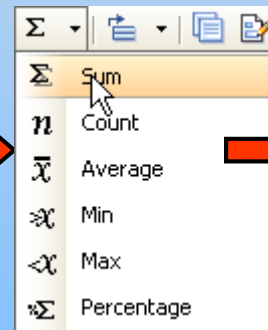 Σ
Σ Sum
n Count
x̄ Average
≥x Min
<x Max
%Σ Percentage